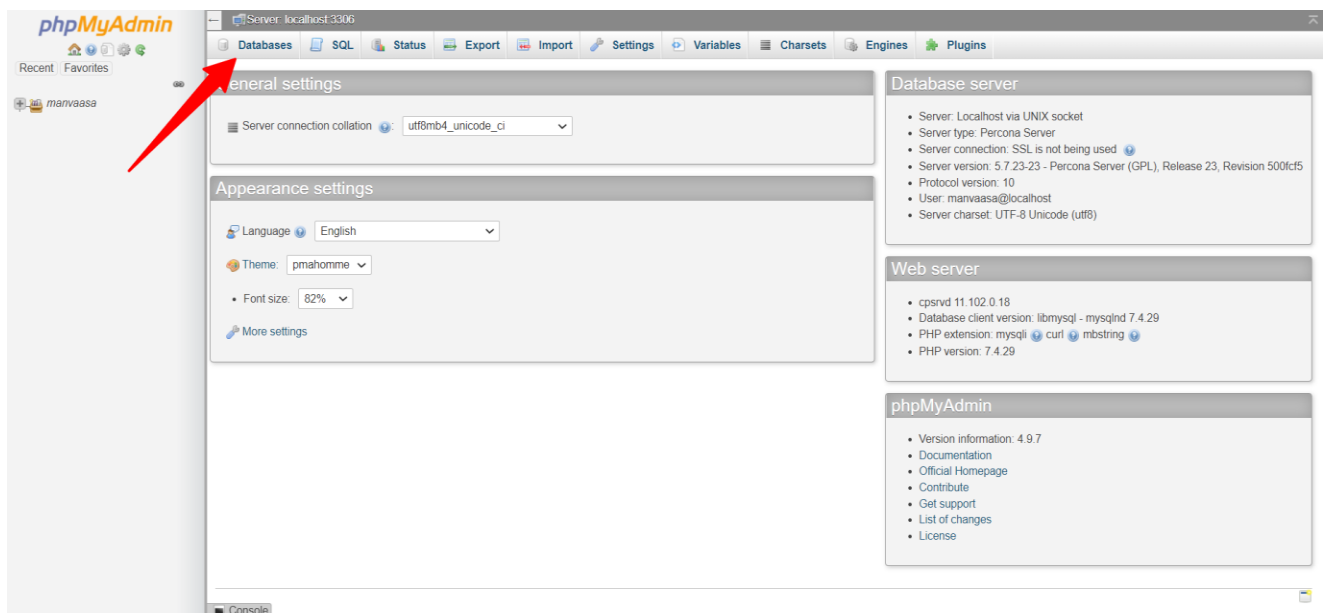 phpMyAdmin
Recent Favorites
manvaasa
Server: localhost:3306
Databases SQL Status Export Import Settings Variables Charsets Engines Plugins
General settings
Server connection collation : utf8mb4_unicode_ci
Appearance settings
Language English
Theme: pmahomme
• Font size: 82%
More settings
Database server
• Server: Localhost via UNIX socket
• Server type: Percona Server
• Server connection: SSL is not being used
• Server version: 5.7.23-23 - Percona Server (GPL), Release 23, Revision 500fcf5
• Protocol version: 10
• User: manvaasa@localhost
• Server charset: UTF-8 Unicode (utf8)
Web server
• cpsrvd 11.102.0.18
• Database client version: libmysql - mysqlnd 7.4.29
• PHP extension: mysqli curl mbstring
• PHP version: 7.4.29
phpMyAdmin
• Version information: 4.9.7
• Documentation
• Official Homepage
• Contribute
• Get support
• List of changes
• License
Console